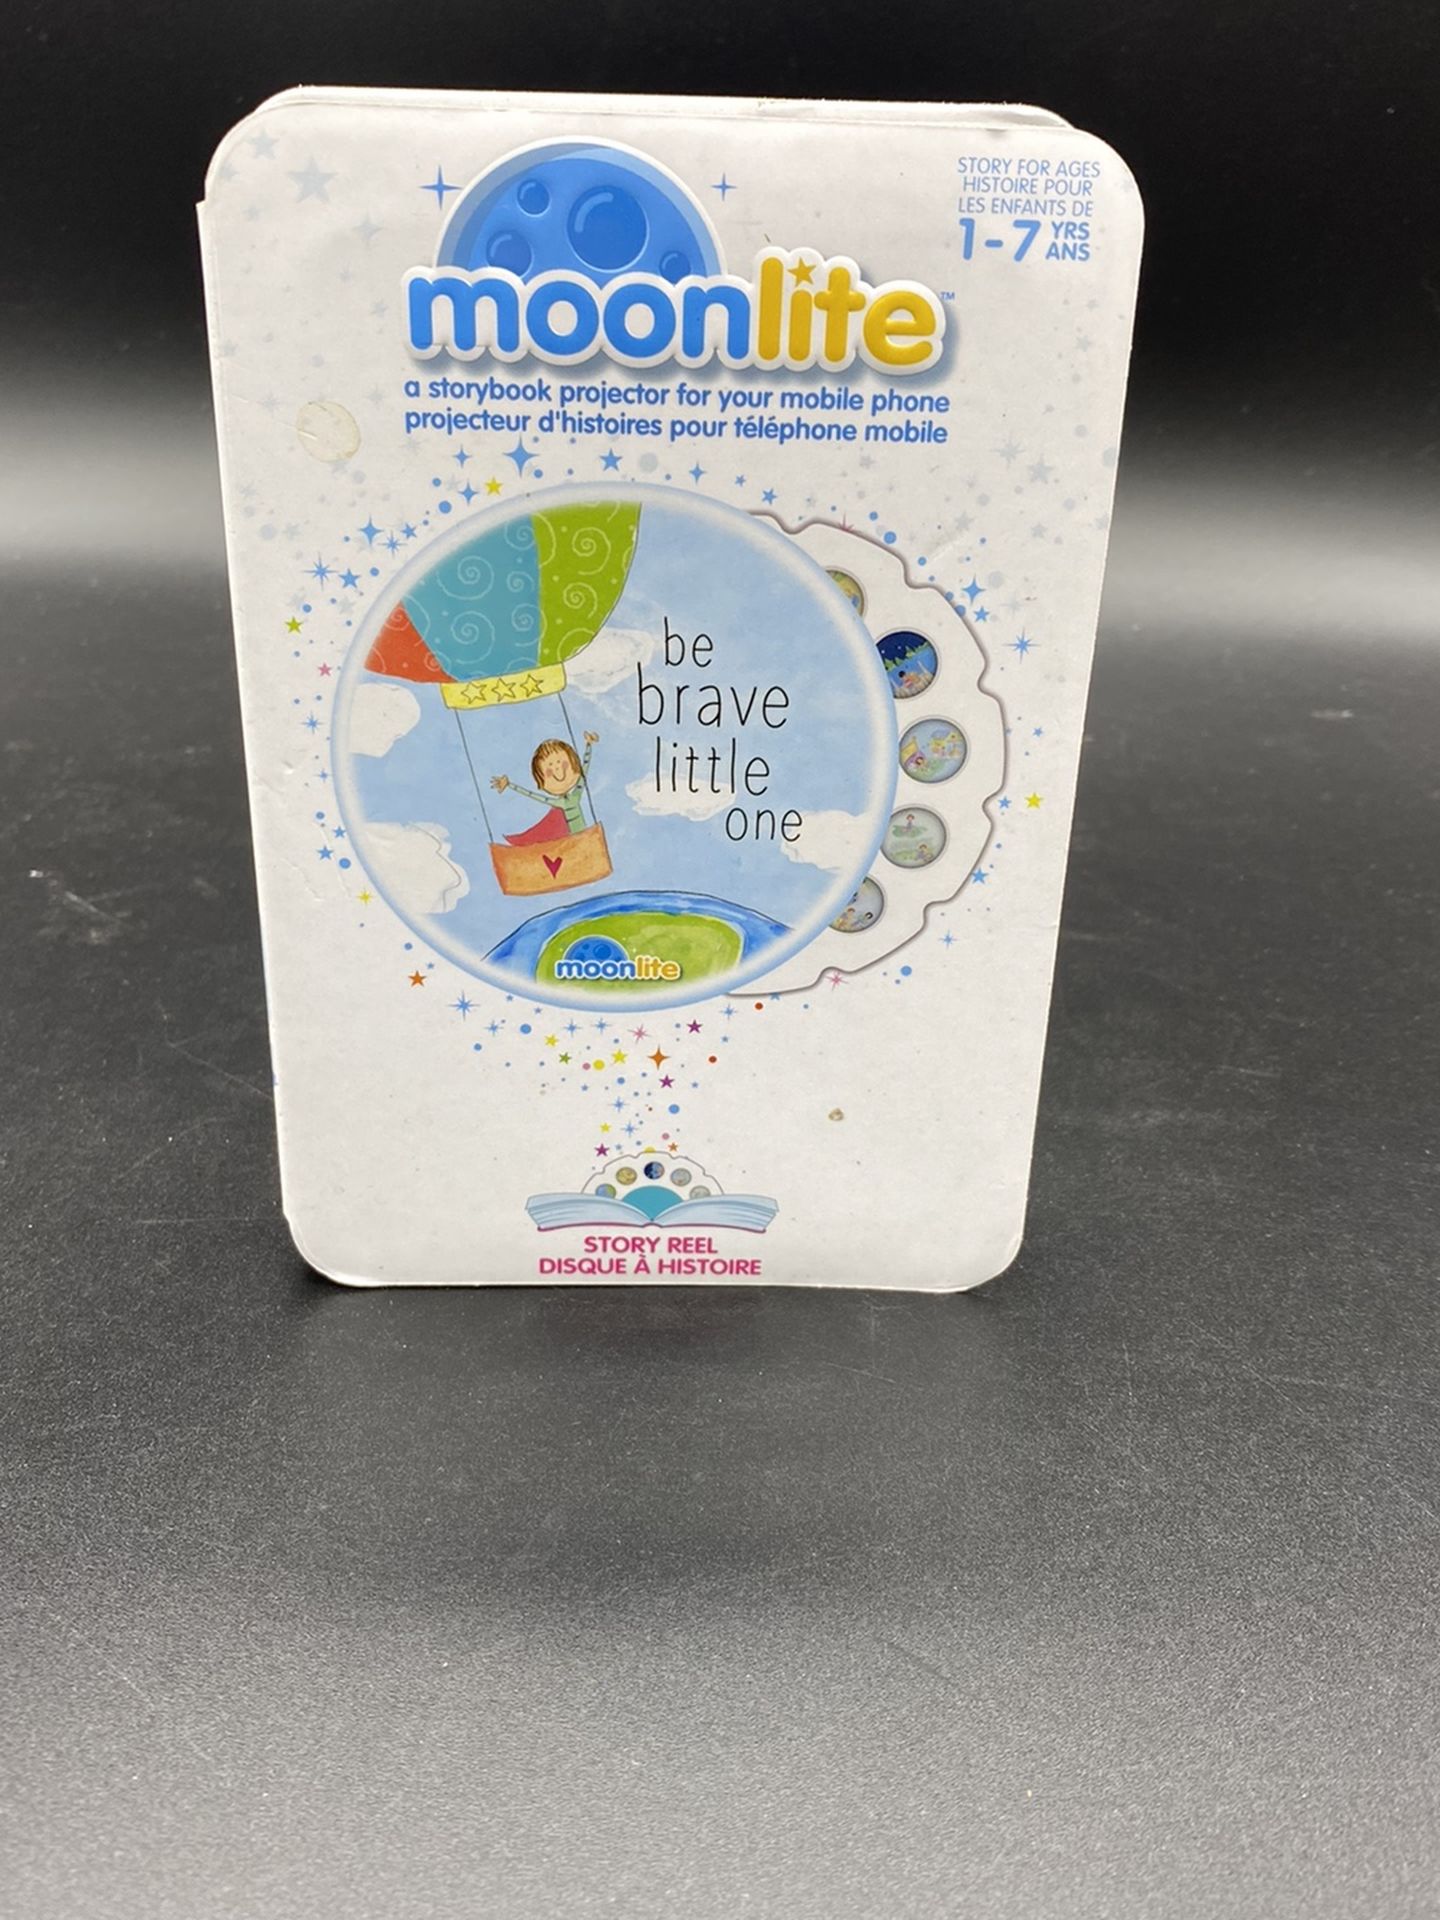 STORY FOR AGES
HISTOIRE POUR
LES ENFANTS DE
1-7 YRS
ANS
moonlite™
a storybook projector for your mobile phone
projecteur d'histoires pour téléphone mobile
be
brave
little
one
moonlite
STORY REEL
DISQUE À HISTOIRE